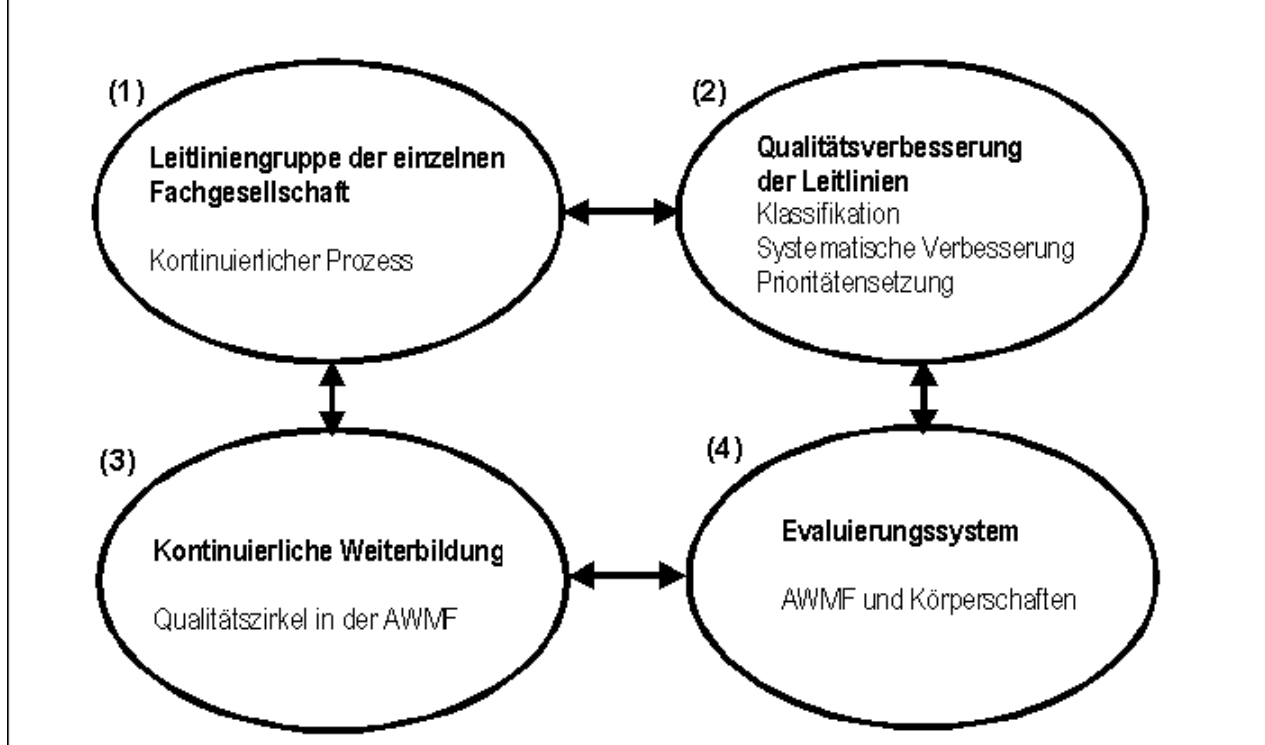 (1)
Leitliniengruppe der einzelnen
Fachgesellschaft
Kontinuierlicher Prozess
(2)
Qualitätsverbesserung
der Leitlinien
Klassifikation
Systematische Verbesserung
Prioritätensetzung
(3)
Kontinuierliche Weiterbildung
Qualitätszirkel in der AWMF
(4)
Evaluierungssystem
AWMF und Körperschaften